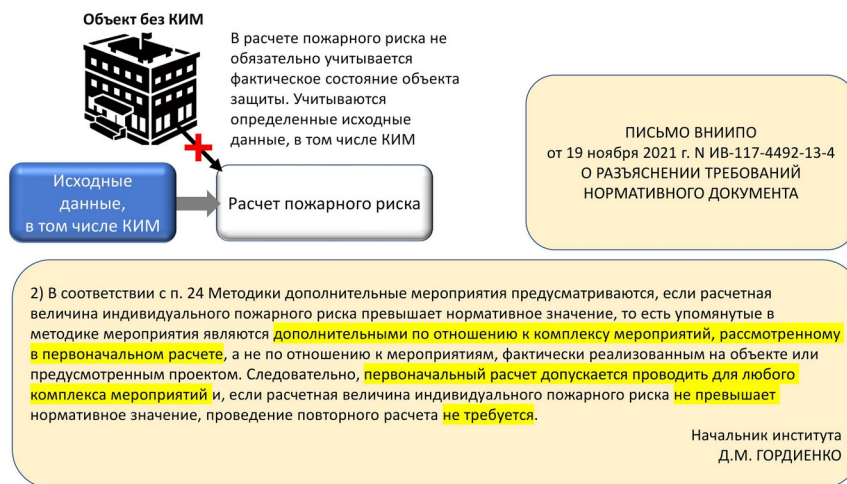 Объект без КИМ
В расчете пожарного риска не
обязательно учитывается
фактическое состояние объекта
защиты. Учитываются
определенные исходные
данные, в том числе КИМ
Исходные
данные,
в том числе КИМ
Расчет пожарного риска
ПИСЬМО ВНИИПО
от 19 ноября 2021 г. N ИВ-117-4492-13-4
О РАЗЪЯСНЕНИИ ТРЕБОВАНИЙ
НОРМАТИВНОГО ДОКУМЕНТА
2) В соответствии с п. 24 Методики дополнительные мероприятия предусматриваются, если расчетная
величина индивидуального пожарного риска превышает нормативное значение, то есть упомянутые в
методике мероприятия являются дополнительными по отношению к комплексу мероприятий, рассмотренному
в первоначальном расчете, а не по отношению к мероприятиям, фактически реализованным на объекте или
предусмотренным проектом. Следовательно, первоначальный расчет допускается проводить для любого
комплекса мероприятий и, если расчетная величина индивидуального пожарного риска не превышает
нормативное значение, проведение повторного расчета не требуется.
Начальник института
Д.М. ГОРДИЕНКО